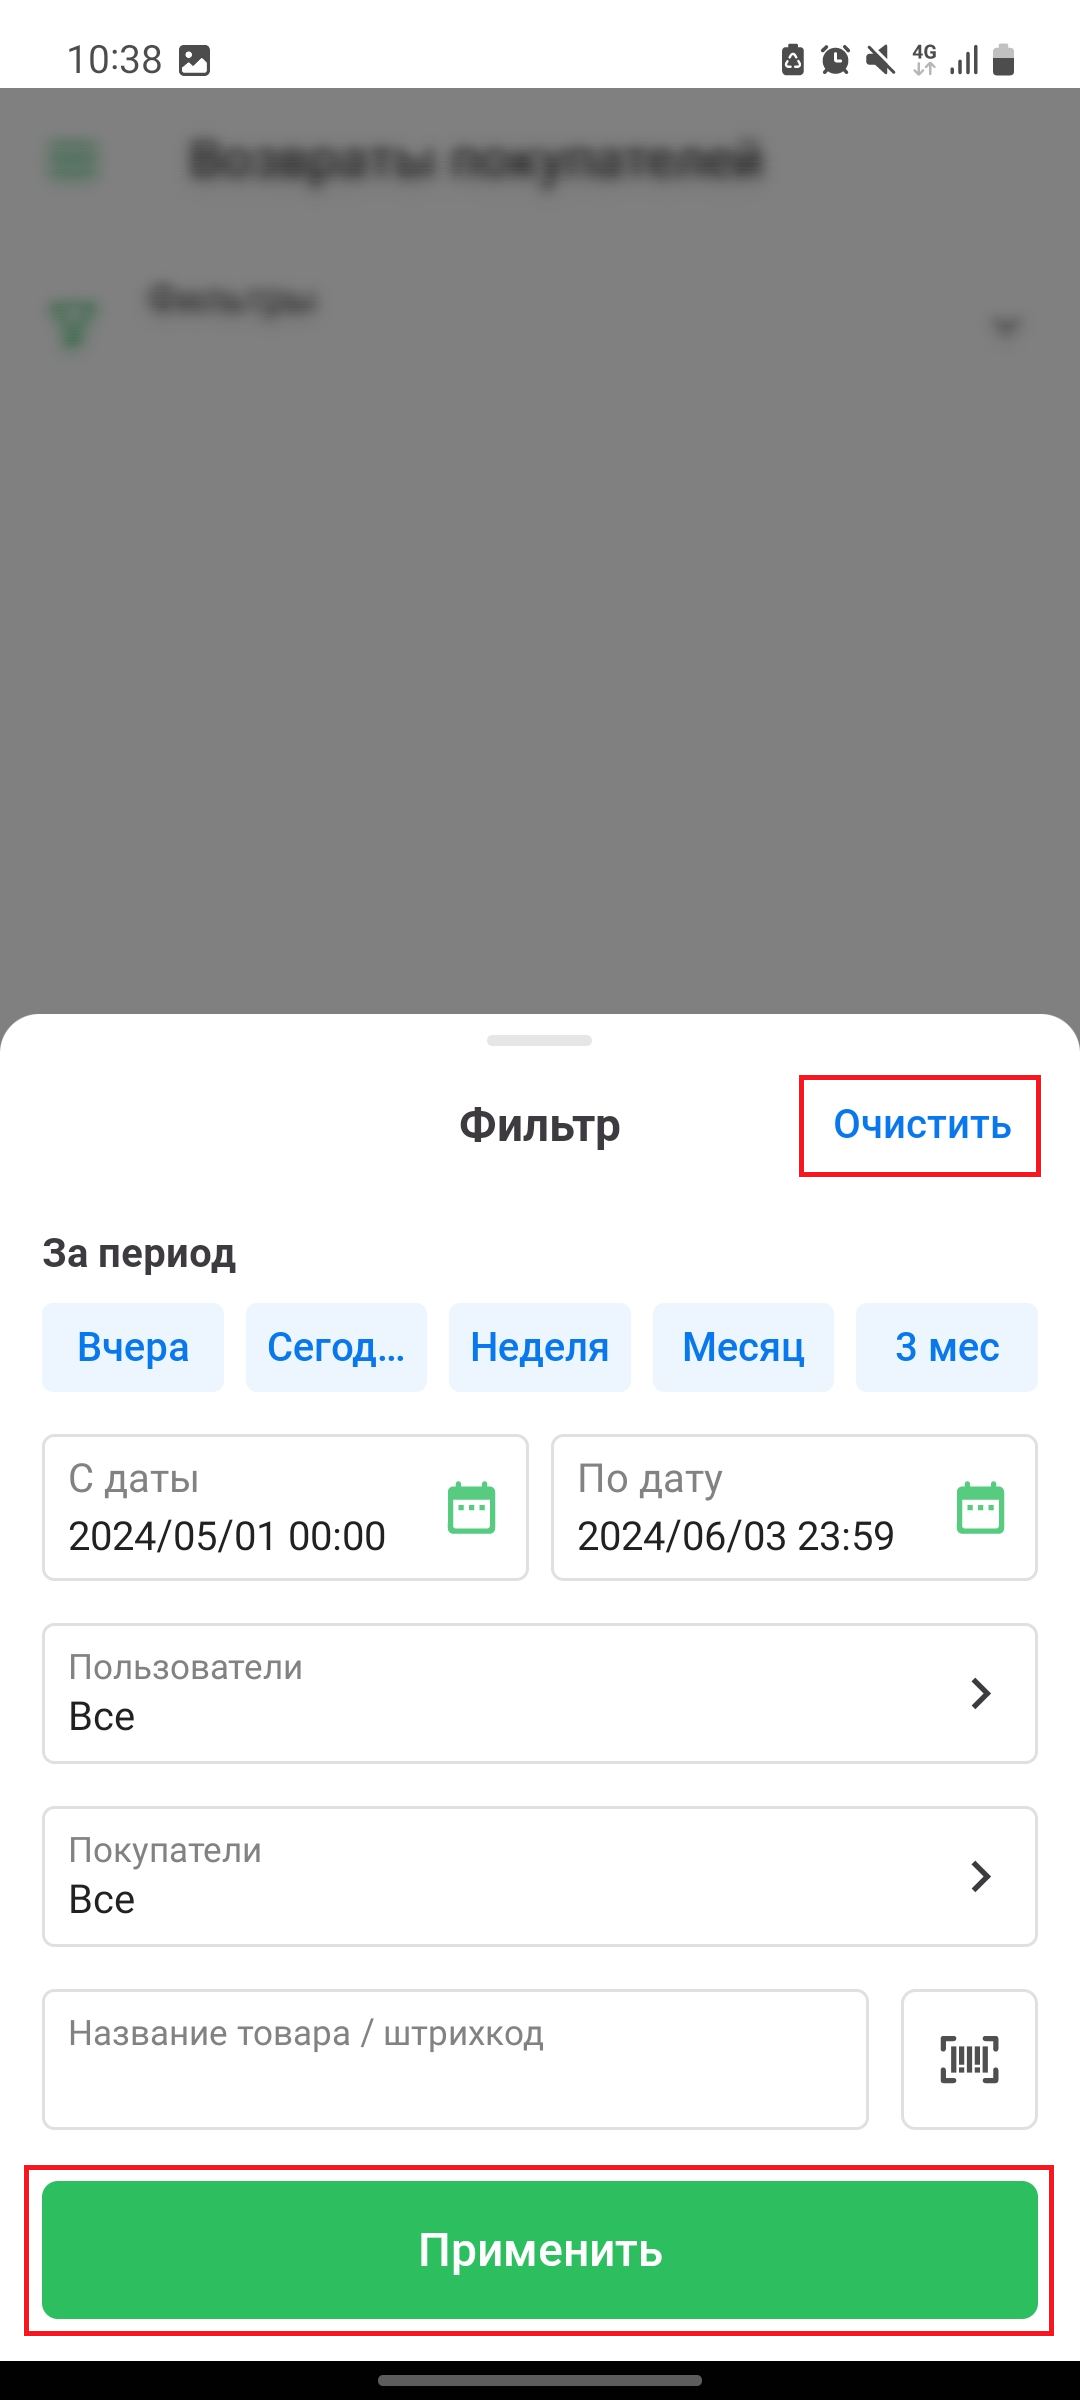 10:38
4G
Возвраты покупателей
Фильтры
Фильтр
Очистить
За период
Вчера
Сегод...
Неделя
Месяц
3 мес
С даты
2024/05/01 00:00
По дату
2024/06/03 23:59
Пользователи
Все
Покупатели
Все
Название товара / штрихкод
Применить